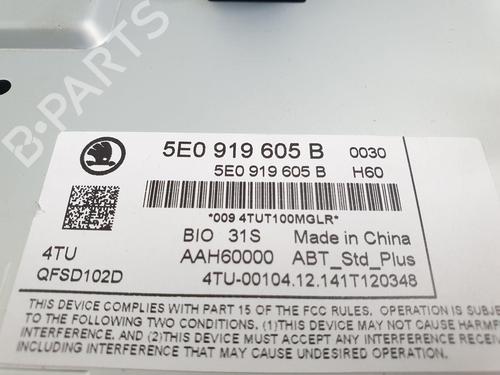 B-PARTS
5E0 919 605 B 0030
5E0 919 605 B H60
*009 4TUT100MGLR*
BIO 31S Made in China
4TU AAH60000 ABT_Std_Plus
QFSD102D 4TU-00104.12.141T120348
THIS DEVICE COMPLIES WITH PART 15 OF THE FCC RULES. OPERATION IS SUBJE
TO THE FOLLOWING TWO CONDITIONS. (1)THIS DEVICE MAY NOT CAUSE HARMF
INTERFERENCE, AND (2)THIS DEVICE MUST ACCEPT ANY INTERFERENCE RECEIV
INCLUDING INTERFERENCE THAT MAY CAUSE UNDESIRED OPERATION.